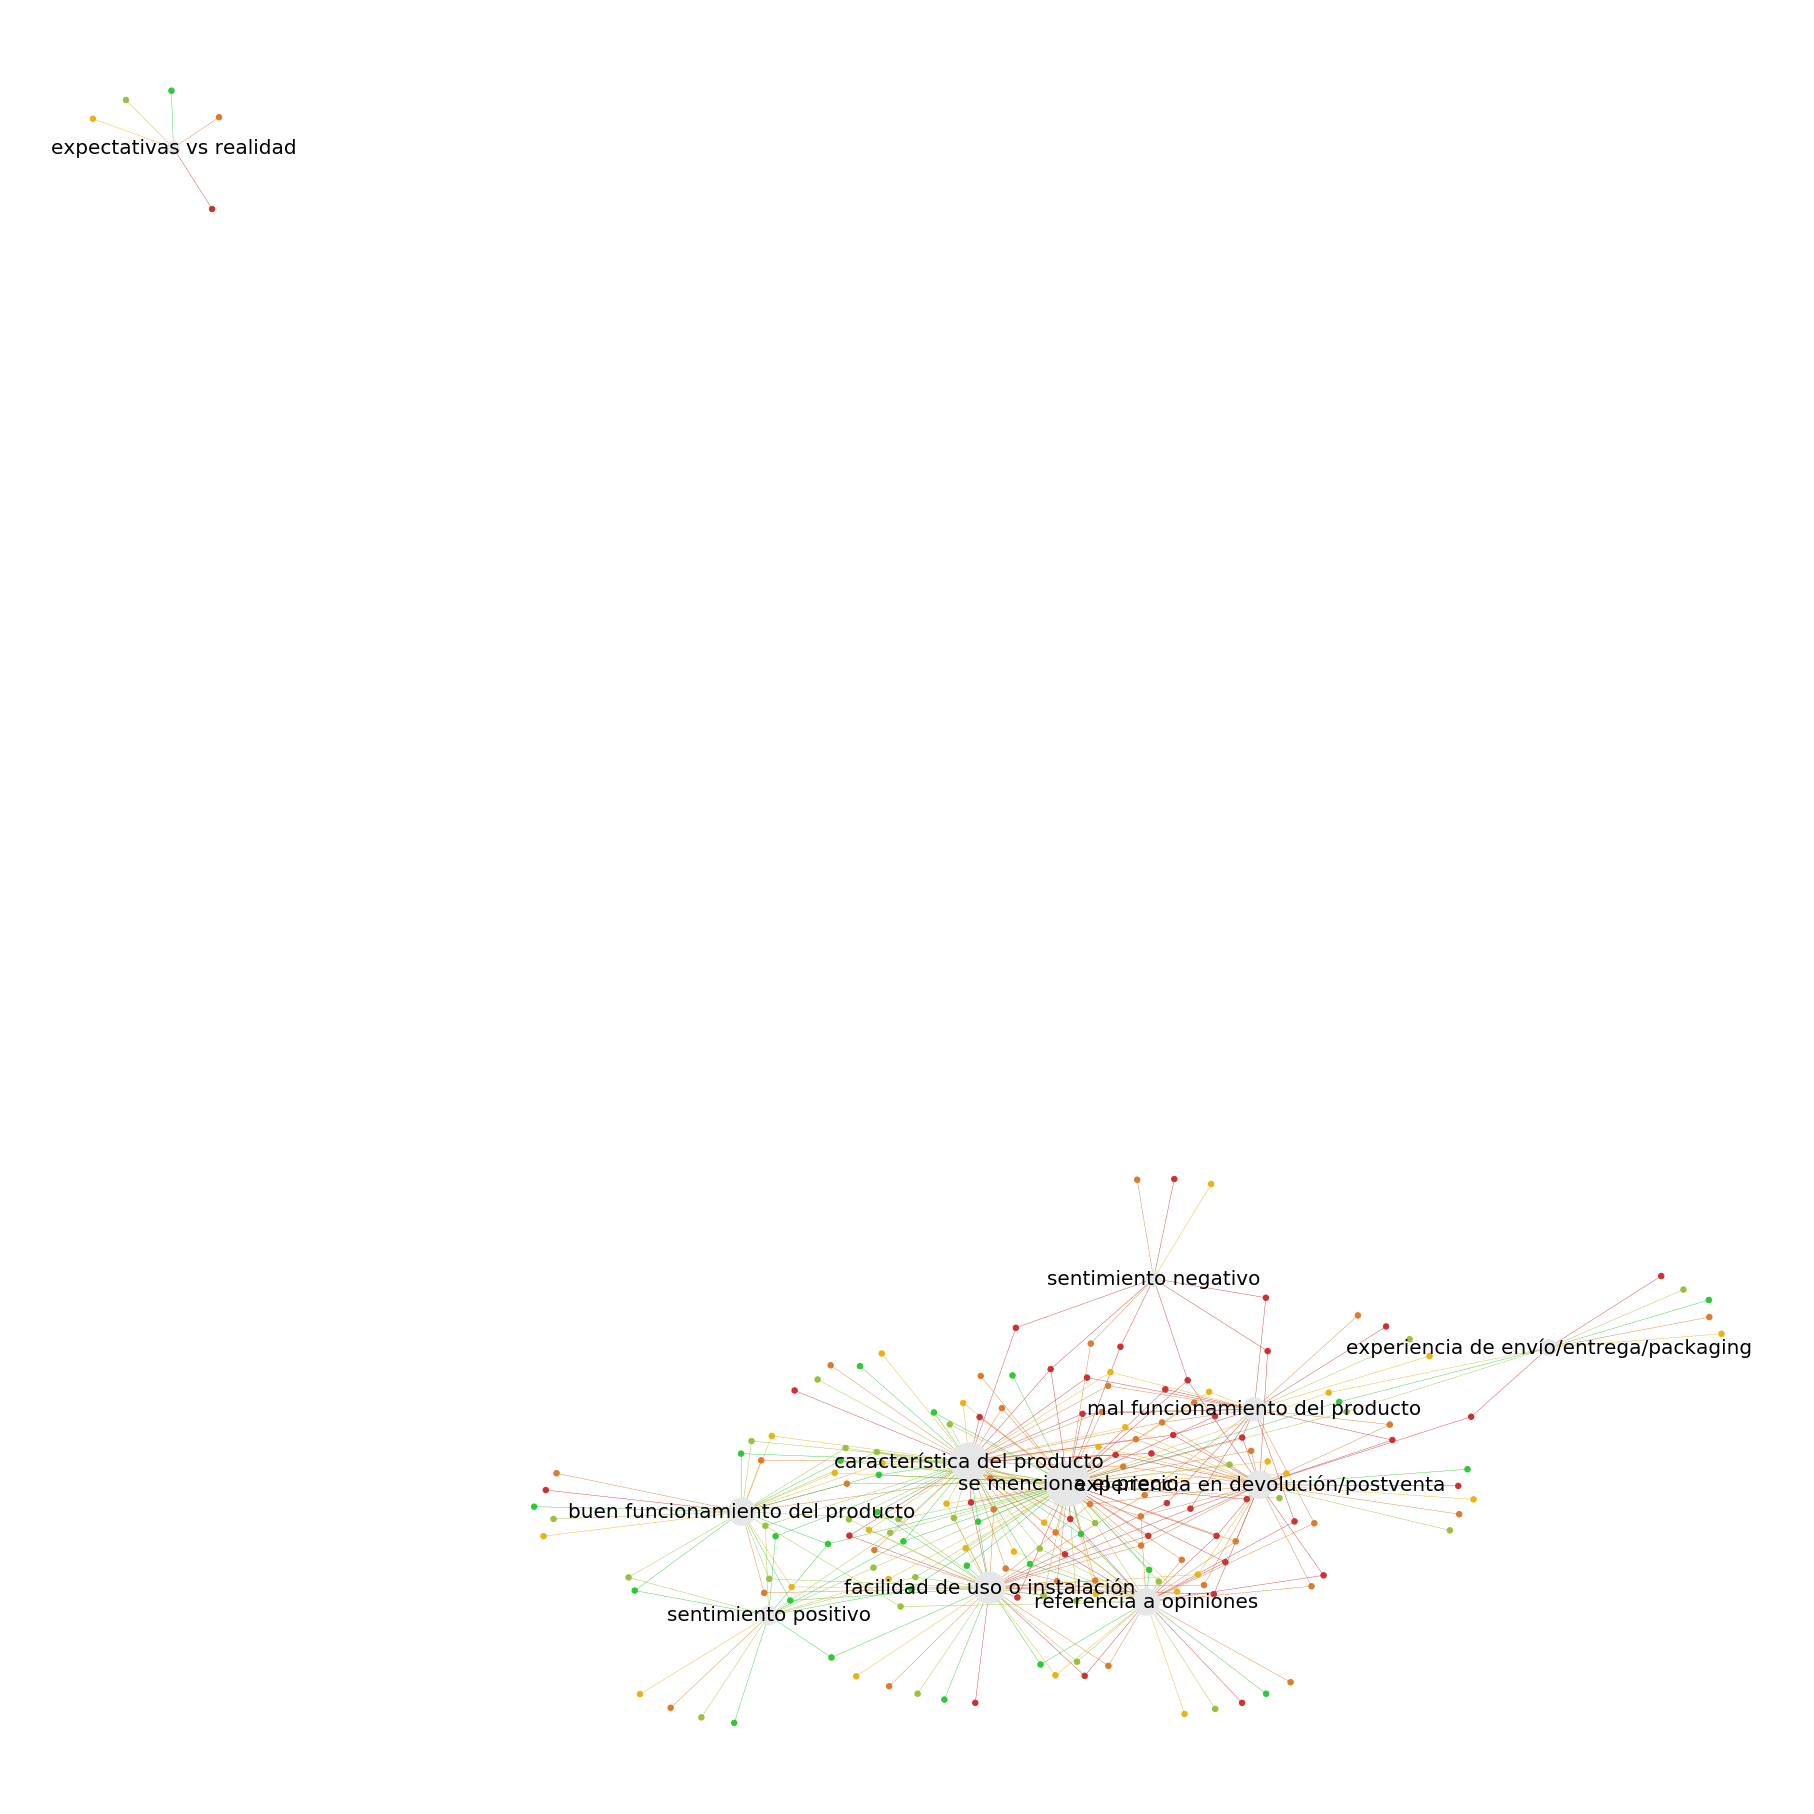 expectativas vs realidad
sentimiento negativo
experiencia de envío/entrega/packaging
mal funcionamiento del producto
característica del producto
se menciona el precio
experiencia en devolución/postventa
buen funcionamiento del producto
facilidad de uso o instalación
referencia a opiniones
sentimiento positivo